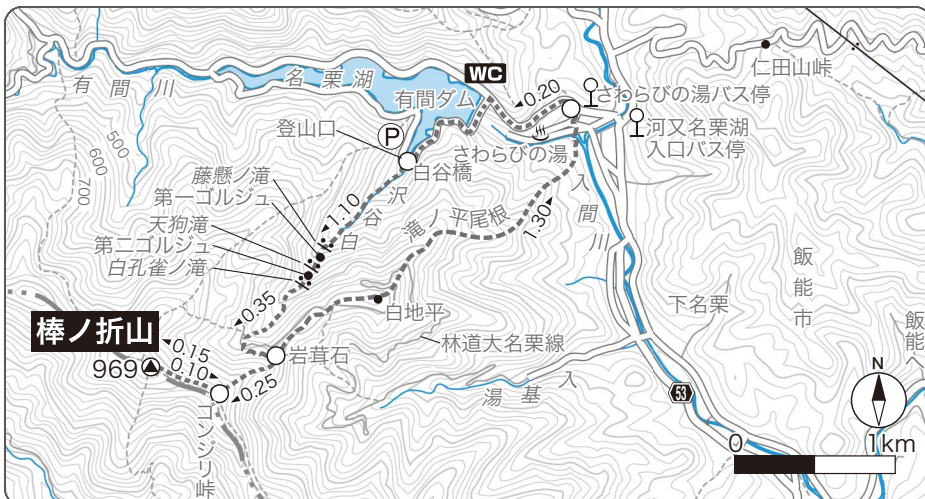 有間川
名栗湖
WC
有間ダム
◀0.20
さわらびの湯バス停
仁田山峠
河又名栗湖
入口バス停
登山口
P
さわらびの湯
白谷橋
500
600
700
藤懸ノ滝
第一ゴルジュ
天狗滝
第二ゴルジュ
白孔雀ノ滝
◀1.10
白谷沢
滝ノ平尾根
1.30▶
入間川
飯能市
下名栗
飯能へ
◀0.35
白地平
棒ノ折山
969
◀0.15
0.10▶
岩茸石
林道大名栗線
◀0.25
ゴンジリ峠
湯基入
53
N
0 1km